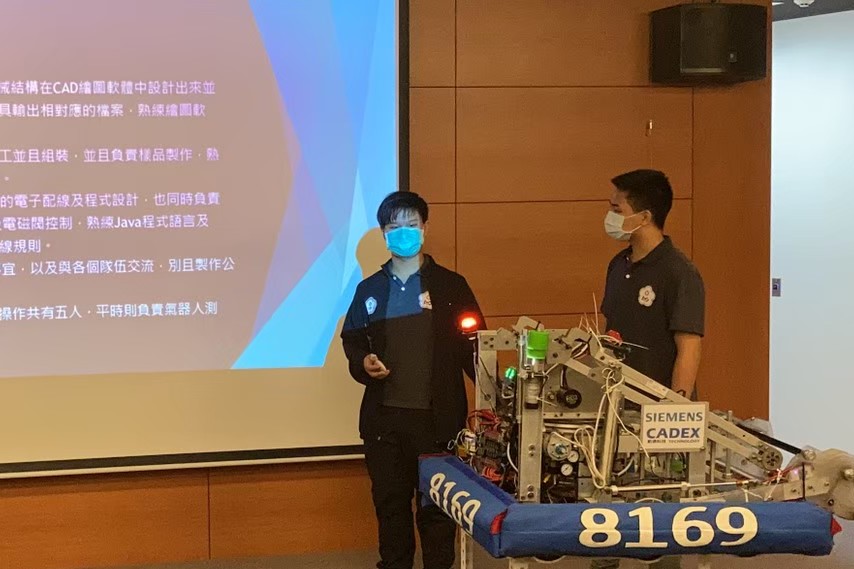 械結構在CAD繪圖軟體中設計出來並
具輸出相對應的檔案，熟練繪圖軟
工並且組裝，並且負責樣品製作，熟
。
的電子配線及程式設計，也同時負責
電磁閥控制，熟練Java程式語言及
線規則。
宜，以及與各個隊伍交流，別且製作公
操作共有五人，平時則負責氣器人測
SIEMENS
CADEX
TECHNOLOGY
8169
8169